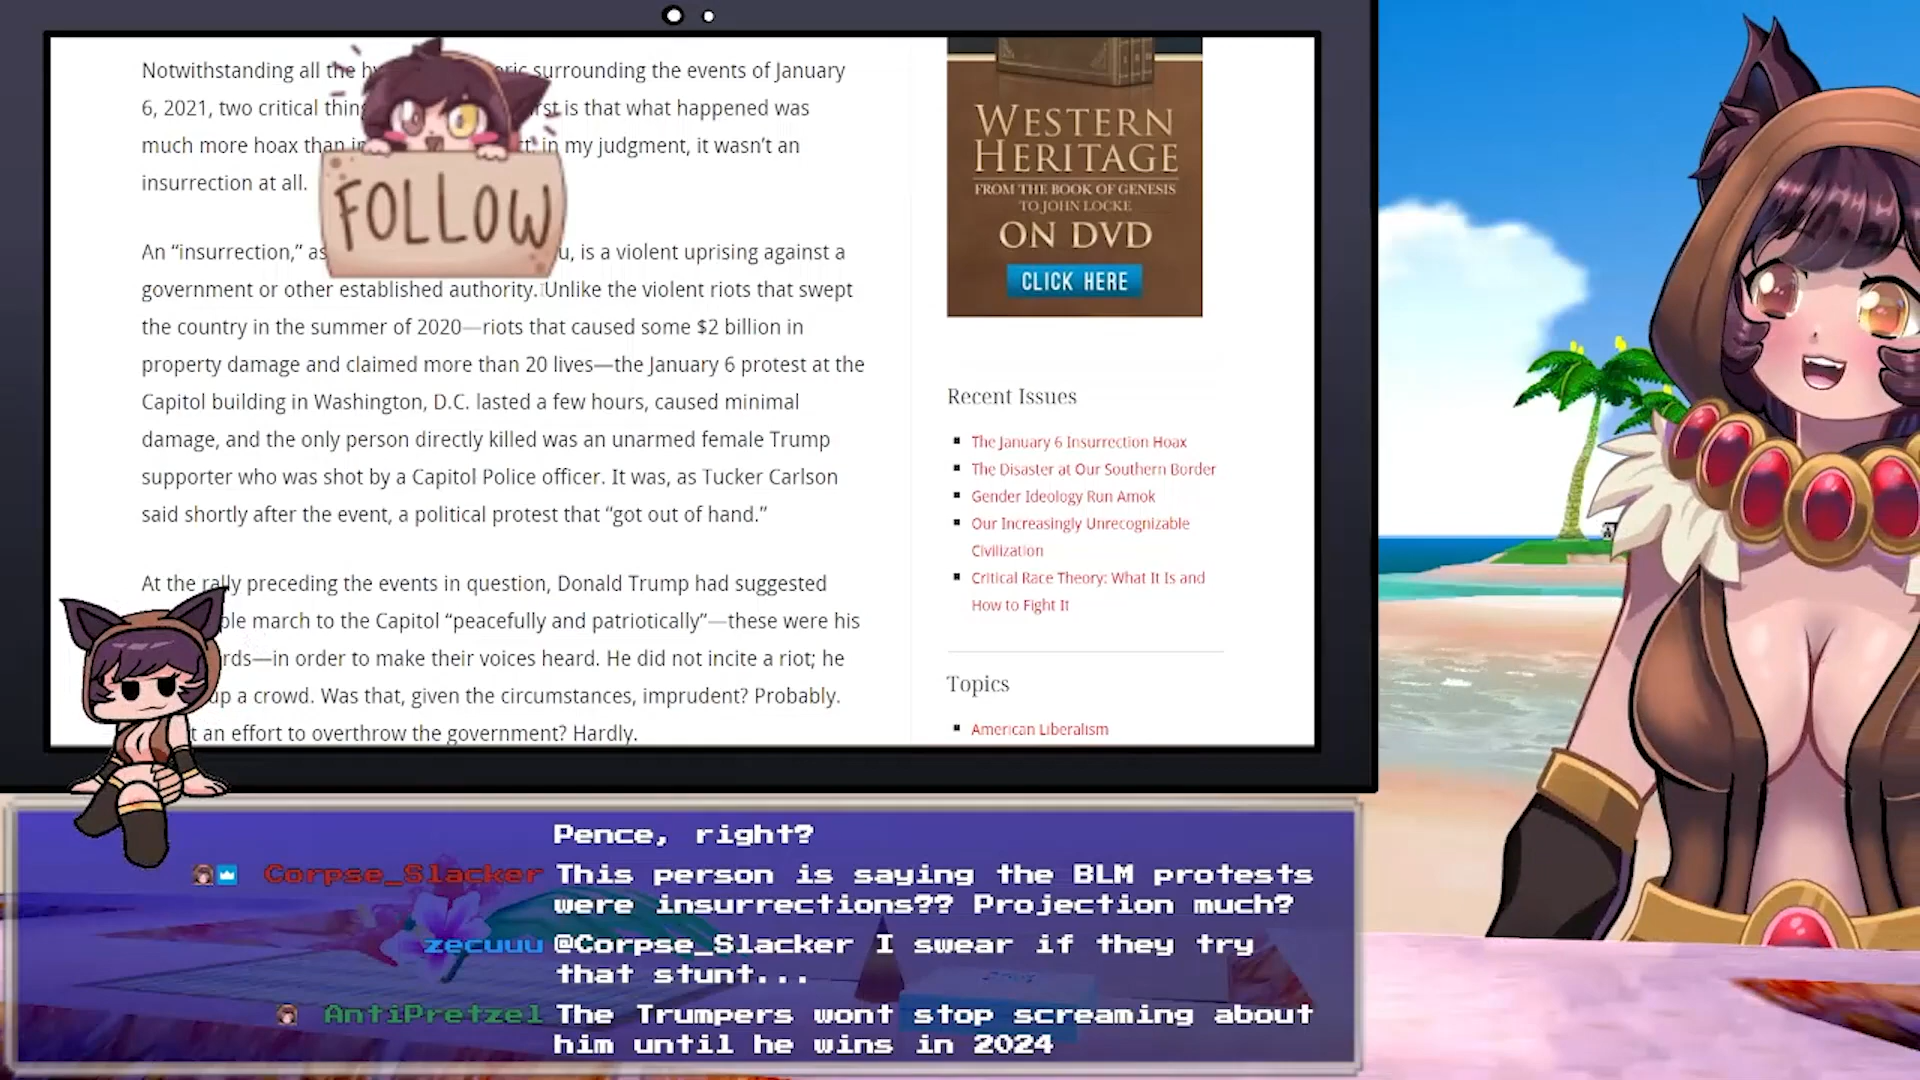 Notwithstanding all the surrounding the events of January
6, 2021, two critical is that what happened was
much more hoax than in my judgment, it wasn’t an
insurrection at all.
FOLLOW
An “insurrection,” as is a violent uprising against a
government or other established authority. Unlike the violent riots that swept
the country in the summer of 2020—riots that caused some $2 billion in
property damage and claimed more than 20 lives—the January 6 protest at the
Capitol building in Washington, D.C. lasted a few hours, caused minimal
damage, and the only person directly killed was an unarmed female Trump
supporter who was shot by a Capitol Police officer. It was, as Tucker Carlson
said shortly after the event, a political protest that “got out of hand.”
At the rally preceding the events in question, Donald Trump had suggested
march to the Capitol “peacefully and patriotically”—these were his
—in order to make their voices heard. He did not incite a riot; he
up a crowd. Was that, given the circumstances, imprudent? Probably.
an effort to overthrow the government? Hardly.
WESTERN
HERITAGE
FROM THE BOOK OF GENESIS
TO JOHN LOCKE
ON DVD
CLICK HERE
Recent Issues
The January 6 Insurrection Hoax
The Disaster at Our Southern Border
Gender Ideology Run Amok
Our Increasingly Unrecognizable
Civilization
Critical Race Theory: What It Is and
How to Fight It
Topics
American Liberalism
Pence, right?
Corpse_Slacker This person is saying the BLM protests
were insurrections?? Projection much?
zecuuu @Corpse_Slacker I swear if they try
that stunt...
AntiPretzel The Trumpers wont stop screaming about
him until he wins in 2024